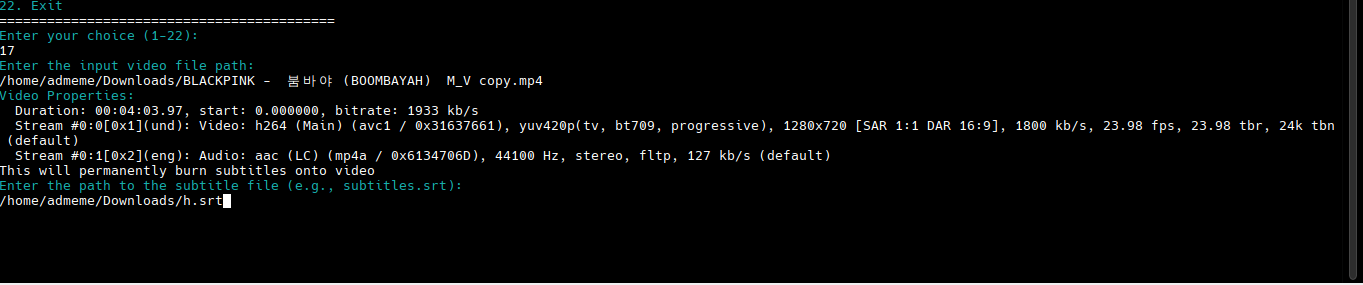 22. Exit
==========================================
Enter your choice (1-22):
17
Enter the input video file path:
/home/admeme/Downloads/BLACKPINK -  붐바야 (BOOMBAYAH)  M_V copy.mp4
Video Properties:
  Duration: 00:04:03.97, start: 0.000000, bitrate: 1933 kb/s
  Stream #0:0[0x1](und): Video: h264 (Main) (avc1 / 0x31637661), yuv420p(tv, bt709, progressive), 1280x720 [SAR 1:1 DAR 16:9], 1800 kb/s, 23.98 fps, 23.98 tbr, 24k tbn
 (default)
  Stream #0:1[0x2](eng): Audio: aac (LC) (mp4a / 0x6134706D), 44100 Hz, stereo, fltp, 127 kb/s (default)
This will permanently burn subtitles onto video
Enter the path to the subtitle file (e.g., subtitles.srt):
/home/admeme/Downloads/h.srt